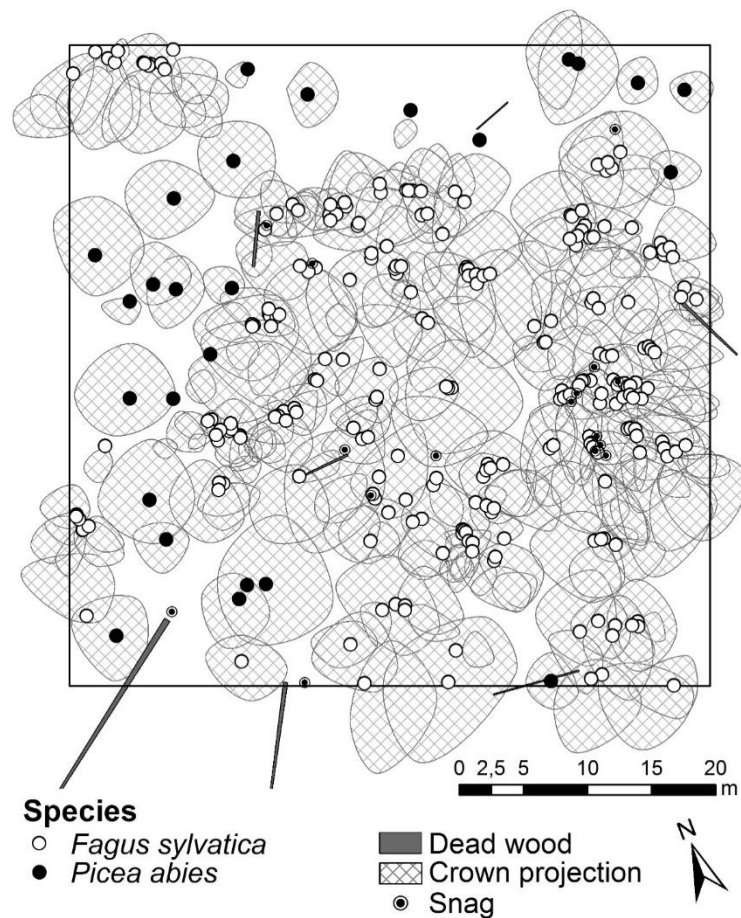 0 2,5 5 10 15 20
m
Species
Fagus sylvatica
Picea abies
Dead wood
Crown projection
Snag
N